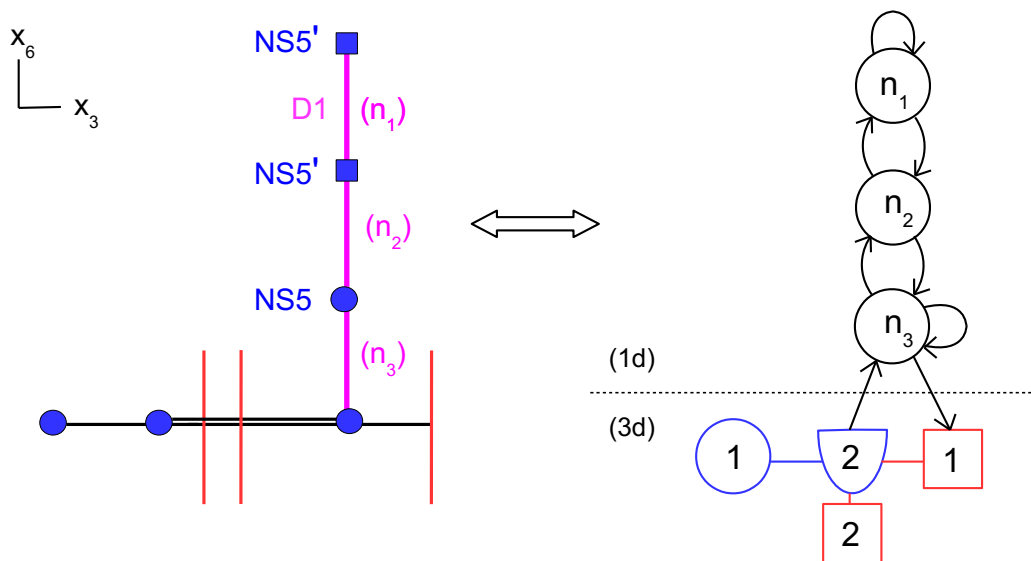 x₆
x₃
NS5'
D1 (n₁)
NS5'
(n₂)
NS5
(n₃)
n₁
n₂
n₃
(1d)
(3d)
1 2 1
2